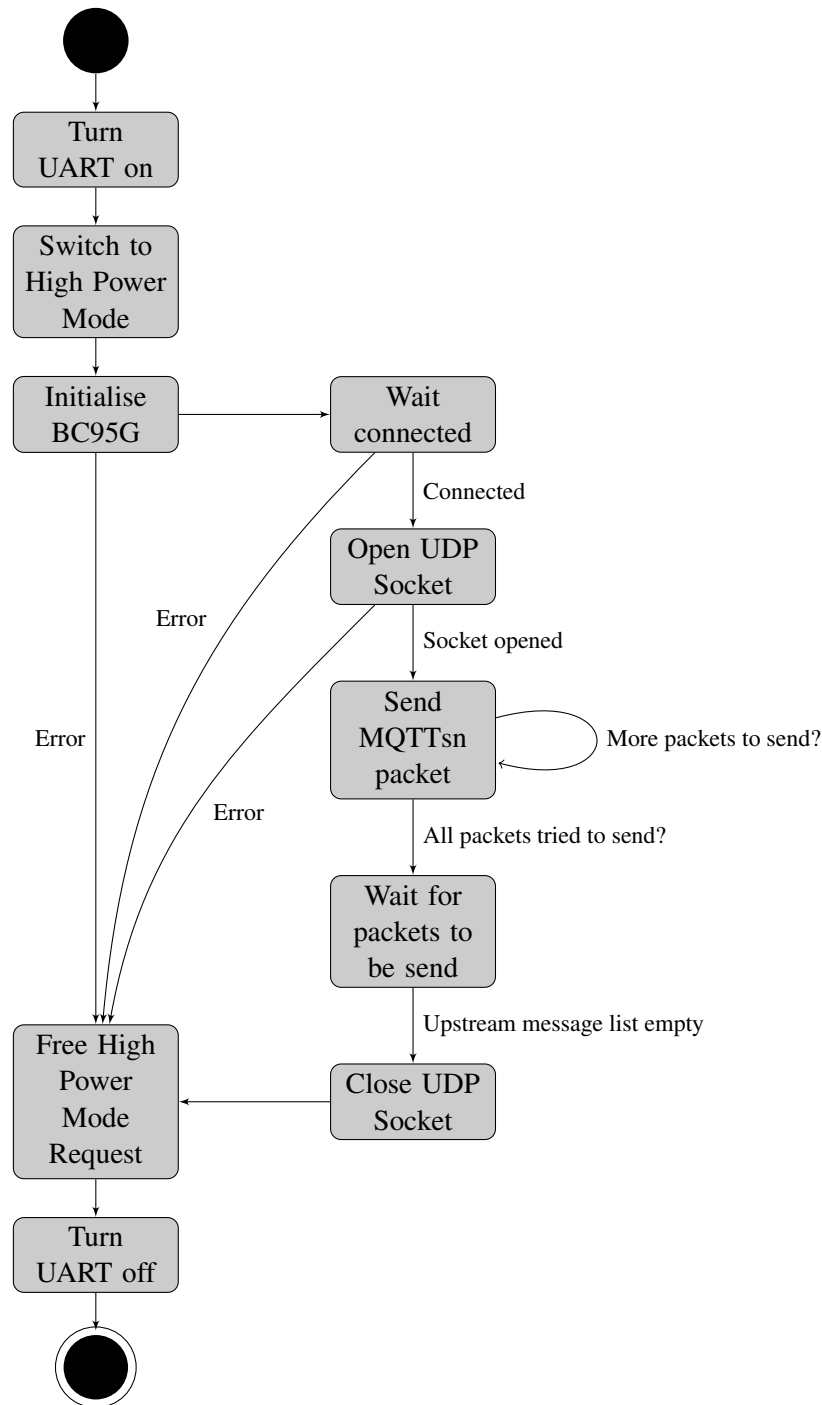 Turn
UART on
Switch to
High Power
Mode
Initialise
BC95G
Wait
connected
Connected
Open UDP
Socket
Error
Socket opened
Send
MQTTsn
packet
More packets to send?
Error
Error
All packets tried to send?
Wait for
packets to
be send
Upstream message list empty
Free High
Power
Mode
Request
Close UDP
Socket
Turn
UART off